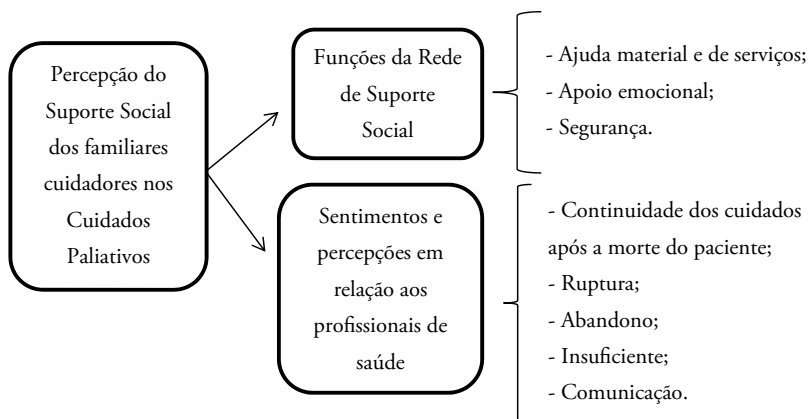 Percepção do
Suporte Social
dos familiares
cuidadores nos
Cuidados
Paliativos
Funções da Rede
de Suporte
Social
- Ajuda material e de serviços;
- Apoio emocional;
- Segurança.
Sentimentos e
percepções em
relação aos
profissionais de
saúde
- Continuidade dos cuidados
após a morte do paciente;
- Ruptura;
- Abandono;
- Insuficiente;
- Comunicação.